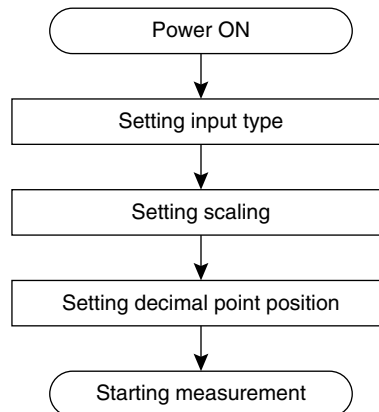 Power ON
Setting input type
Setting scaling
Setting decimal point position
Starting measurement